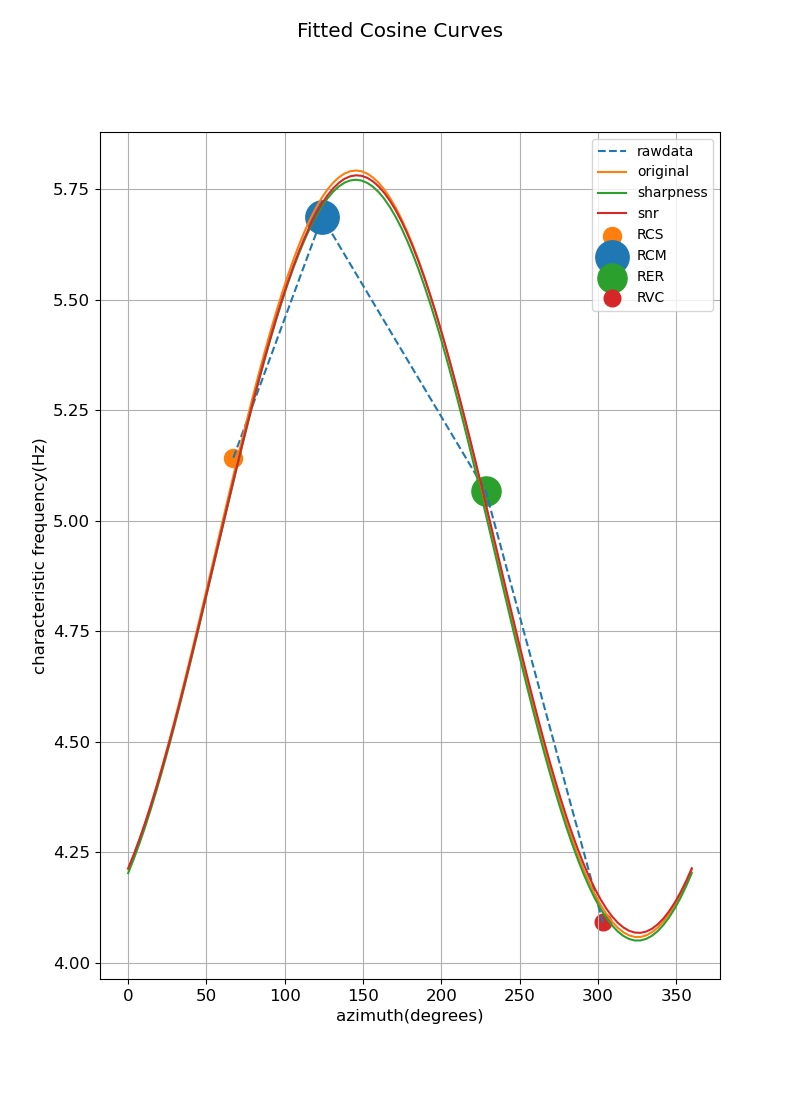 Fitted Cosine Curves
rawdata
original
sharpness
snr
RCS
RCM
RER
RVC
5.75
5.50
5.25
5.00
4.75
4.50
4.25
4.00
characteristic frequency(Hz)
0 50 100 150 200 250 300 350
azimuth(degrees)